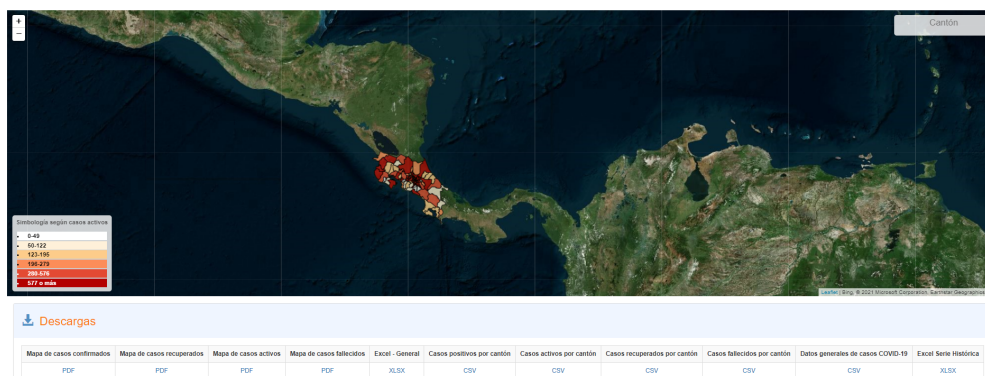 +
Cantón
−
Simbología según casos activos
0-49
50-122
123-195
196-279
280-576
577 o más
Leaflet | Bing, © 2021 Microsoft Corporation, Earthstar Geographics
Descargas
Mapa de casos confirmados Mapa de casos recuperados Mapa de casos activos Mapa de casos fallecidos Excel - General Casos positivos por cantón Casos activos por cantón Casos recuperados por cantón Casos fallecidos por cantón Datos generales de casos COVID-19 Excel Serie Histórica
PDF PDF PDF PDF XLSX CSV CSV CSV CSV CSV XLSX